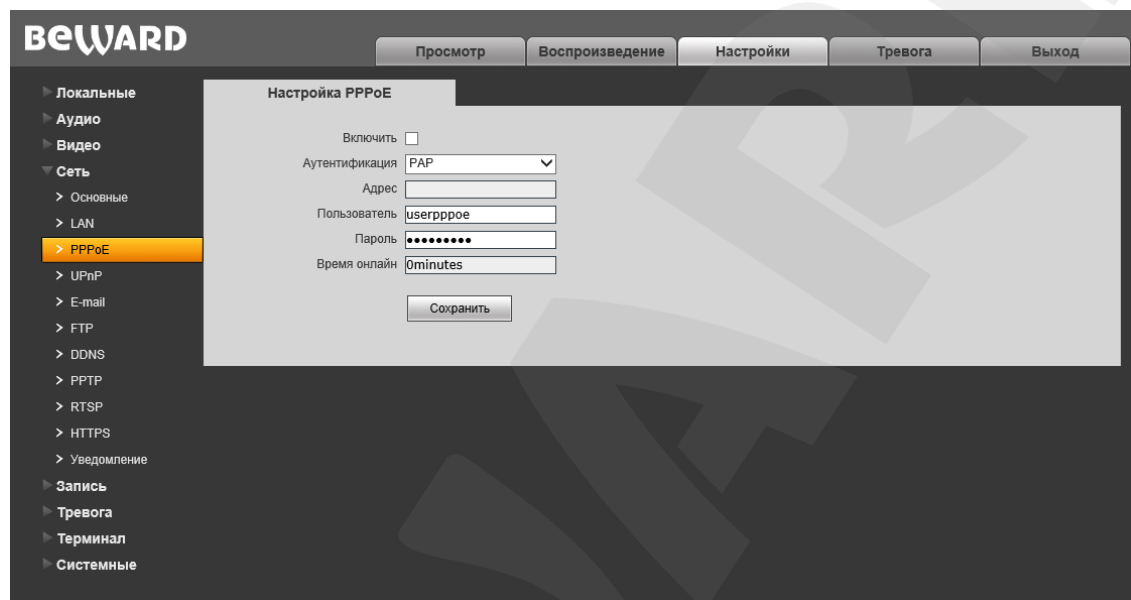 BEWARD
Просмотр Воспроизведение Настройки Тревога Выход
Локальные
Аудио
Видео
Сеть
Основные
LAN
PPPoE
UPnP
E-mail
FTP
DDNS
PPTP
RTSP
HTTPS
Уведомление
Запись
Тревога
Терминал
Системные
Настройка PPPoE
Включить
Аутентификация PAP
Адрес
Пользователь userpppoe
Пароль •••••••••
Время онлайн 0minutes
Сохранить